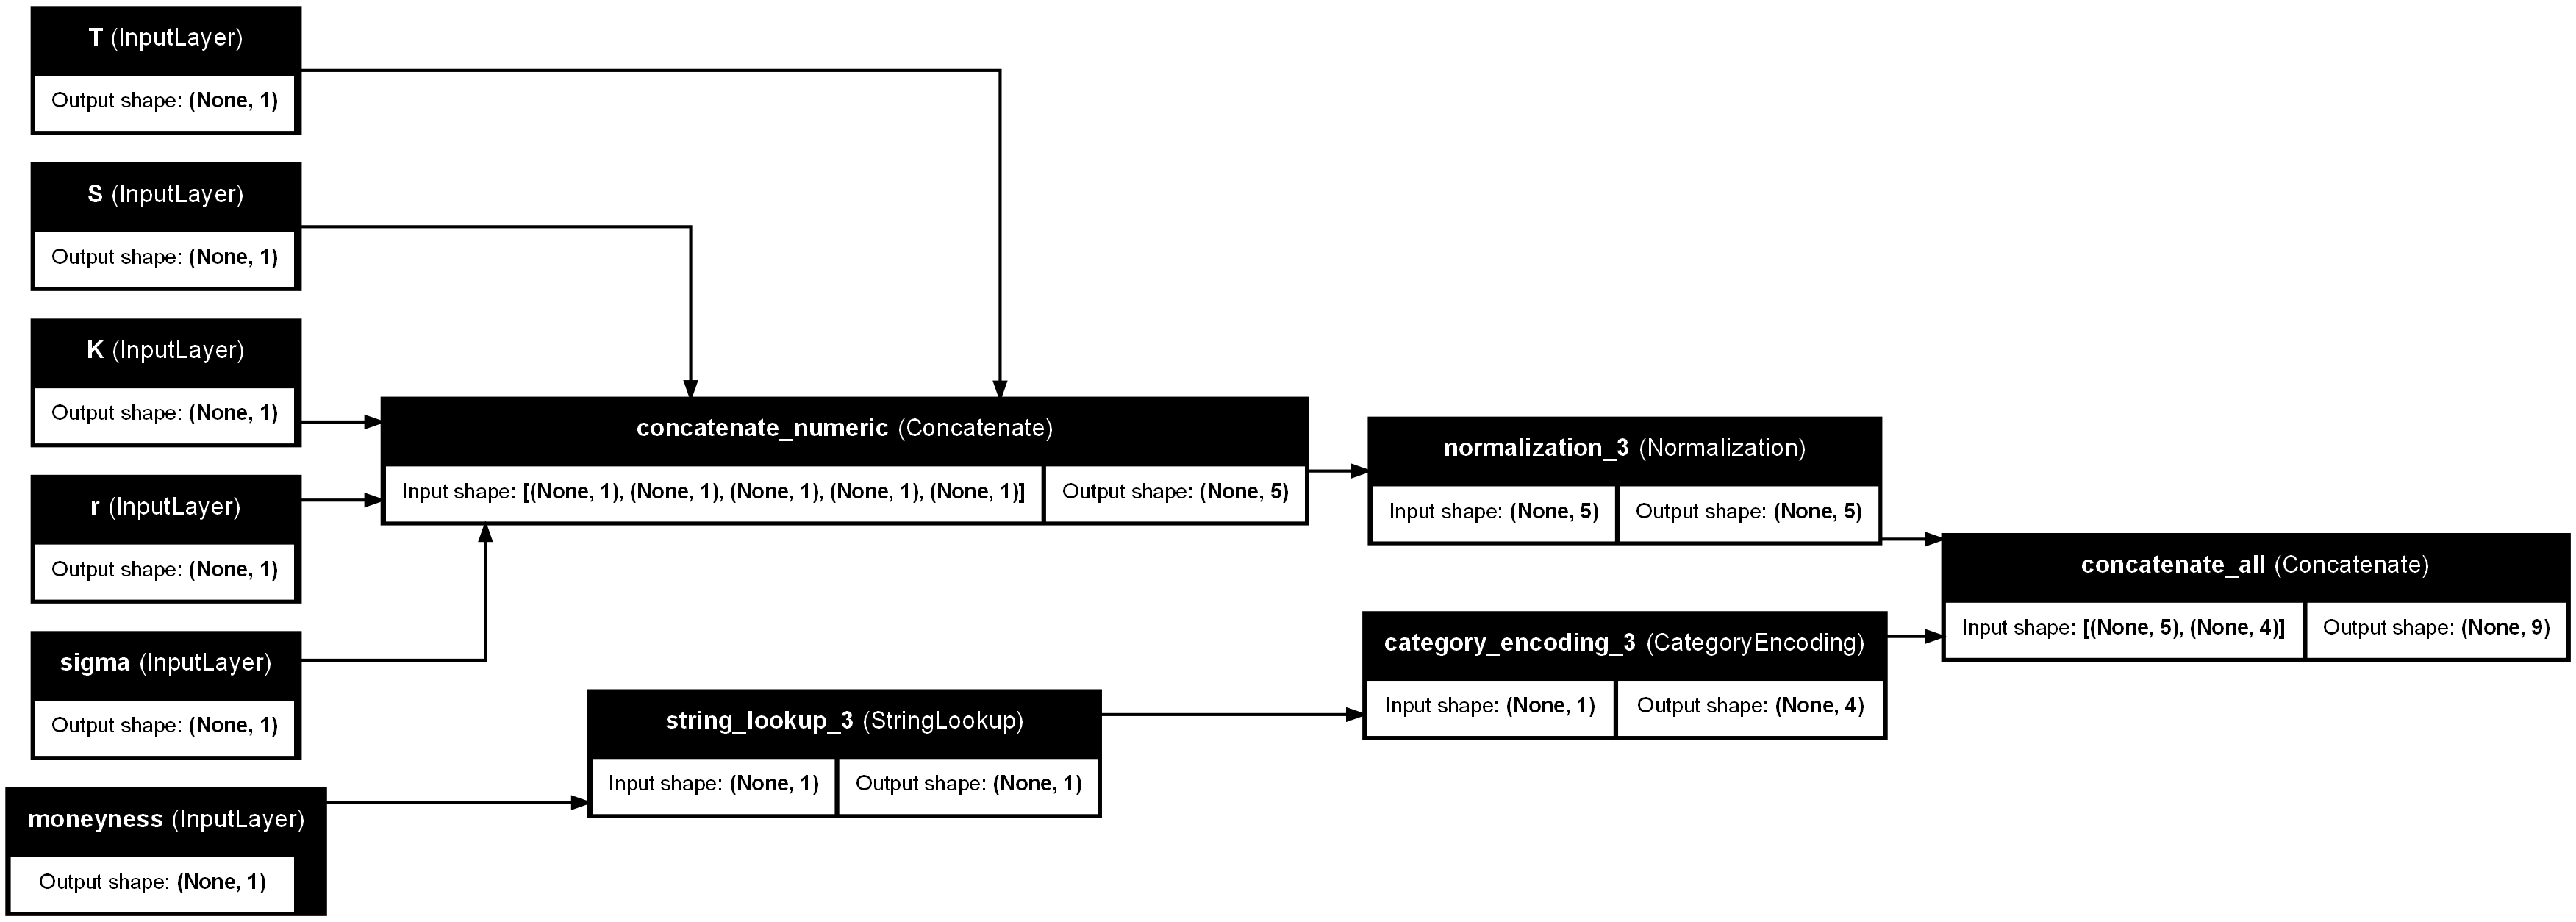 T (InputLayer)
Output shape: (None, 1)
S (InputLayer)
Output shape: (None, 1)
K (InputLayer)
Output shape: (None, 1)
r (InputLayer)
Output shape: (None, 1)
sigma (InputLayer)
Output shape: (None, 1)
moneyness (InputLayer)
Output shape: (None, 1)
concatenate_numeric (Concatenate)
Input shape: [(None, 1), (None, 1), (None, 1), (None, 1), (None, 1)] Output shape: (None, 5)
string_lookup_3 (StringLookup)
Input shape: (None, 1) Output shape: (None, 1)
normalization_3 (Normalization)
Input shape: (None, 5) Output shape: (None, 5)
category_encoding_3 (CategoryEncoding)
Input shape: (None, 1) Output shape: (None, 4)
concatenate_all (Concatenate)
Input shape: [(None, 5), (None, 4)] Output shape: (None, 9)